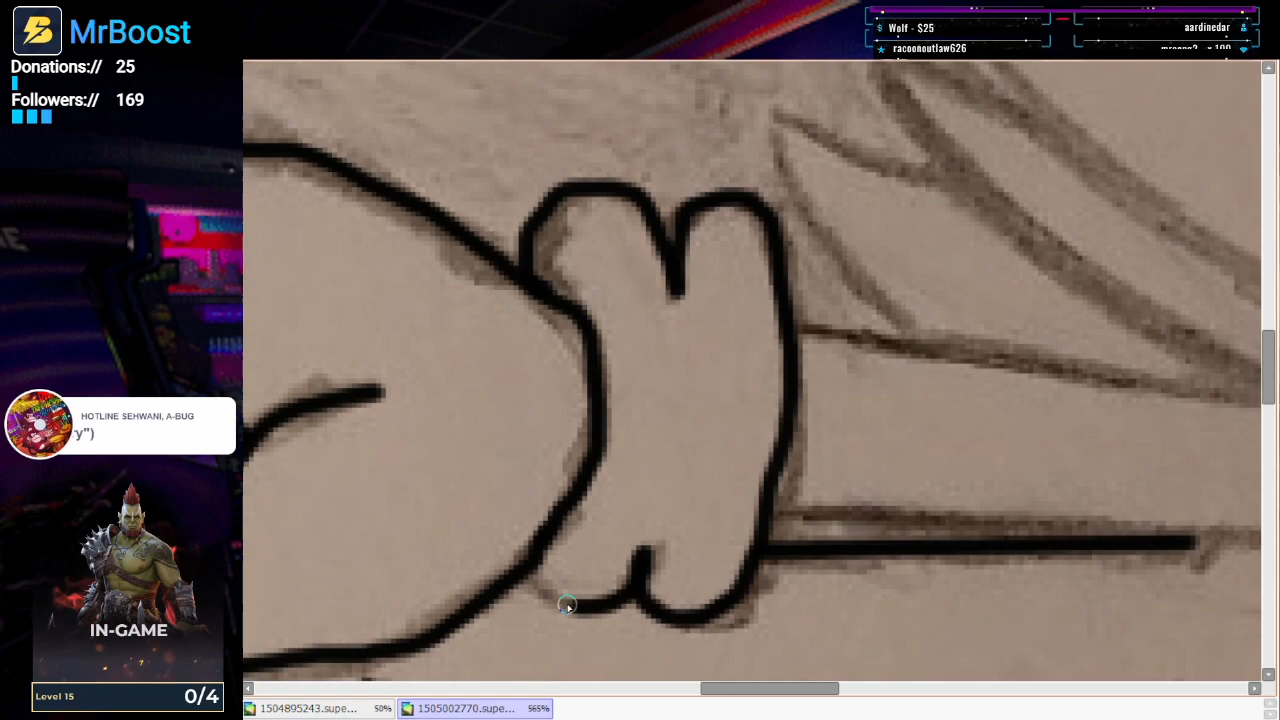 MrBoost
Donations:// 25
Followers:// 169
Wolf - $25
racoonoutlaw626
aardinedar
x 100
HOTLINE SEHWANI, A-BUG
y")
IN-GAME
Level 15 0/4
1504895243.supe... 50%
1505002770.supe... 565%